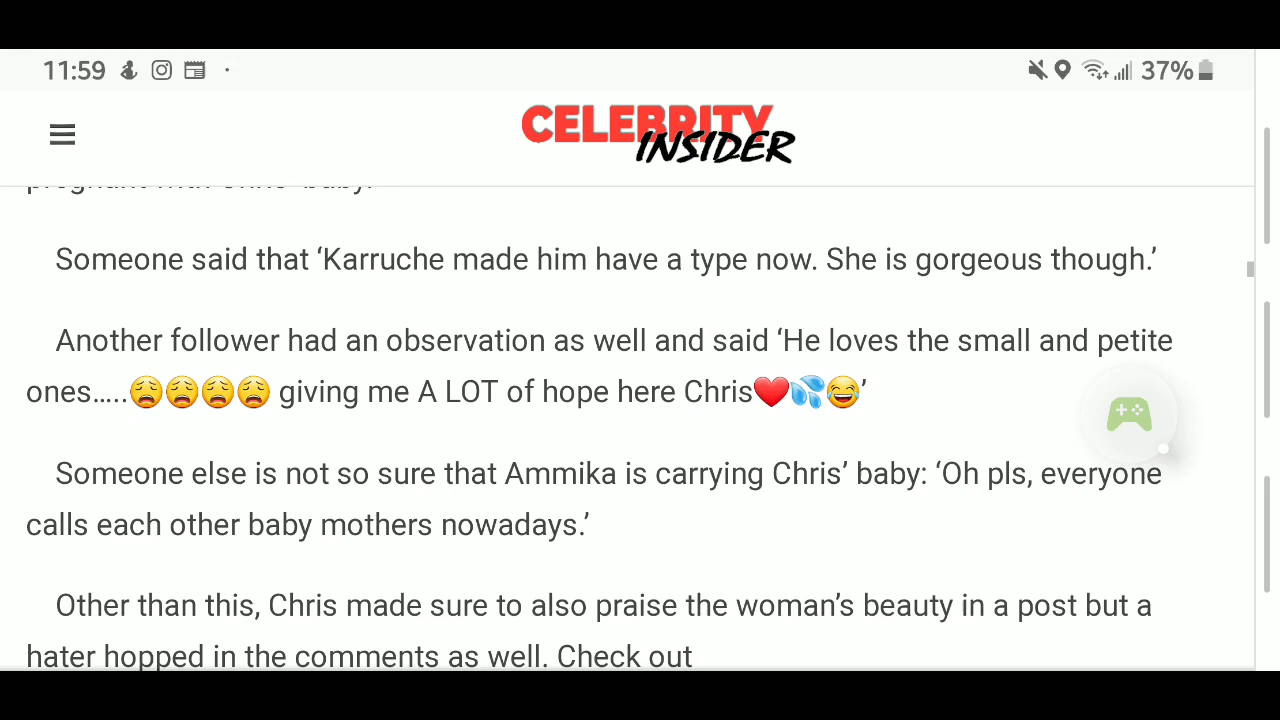 11:59
37%
CELEBRITY
INSIDER
pregnant with Chris' baby.
Someone said that ‘Karruche made him have a type now. She is gorgeous though.’
Another follower had an observation as well and said ‘He loves the small and petite
ones…..😩😩😩😩 giving me A LOT of hope here Chris❤️💦😂’
Someone else is not so sure that Ammika is carrying Chris’ baby: ‘Oh pls, everyone
calls each other baby mothers nowadays.’
Other than this, Chris made sure to also praise the woman’s beauty in a post but a
hater hopped in the comments as well. Check out